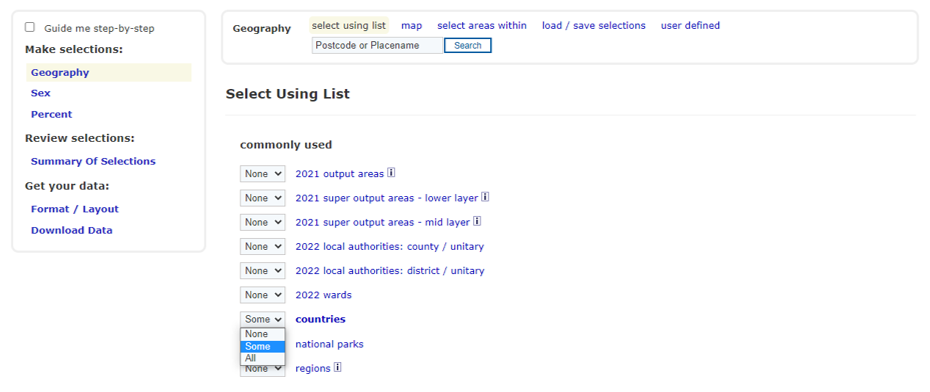 Guide me step-by-step
Make selections:
Geography
Sex
Percent
Review selections:
Summary Of Selections
Get your data:
Format / Layout
Download Data
Geography select using list map select areas within load / save selections user defined
Postcode or Placename Search
Select Using List
commonly used
None 2021 output areas i
None 2021 super output areas - lower layer i
None 2021 super output areas - mid layer i
None 2022 local authorities: county / unitary
None 2022 local authorities: district / unitary
None 2022 wards
Some countries
None
Some national parks
All
None regions i